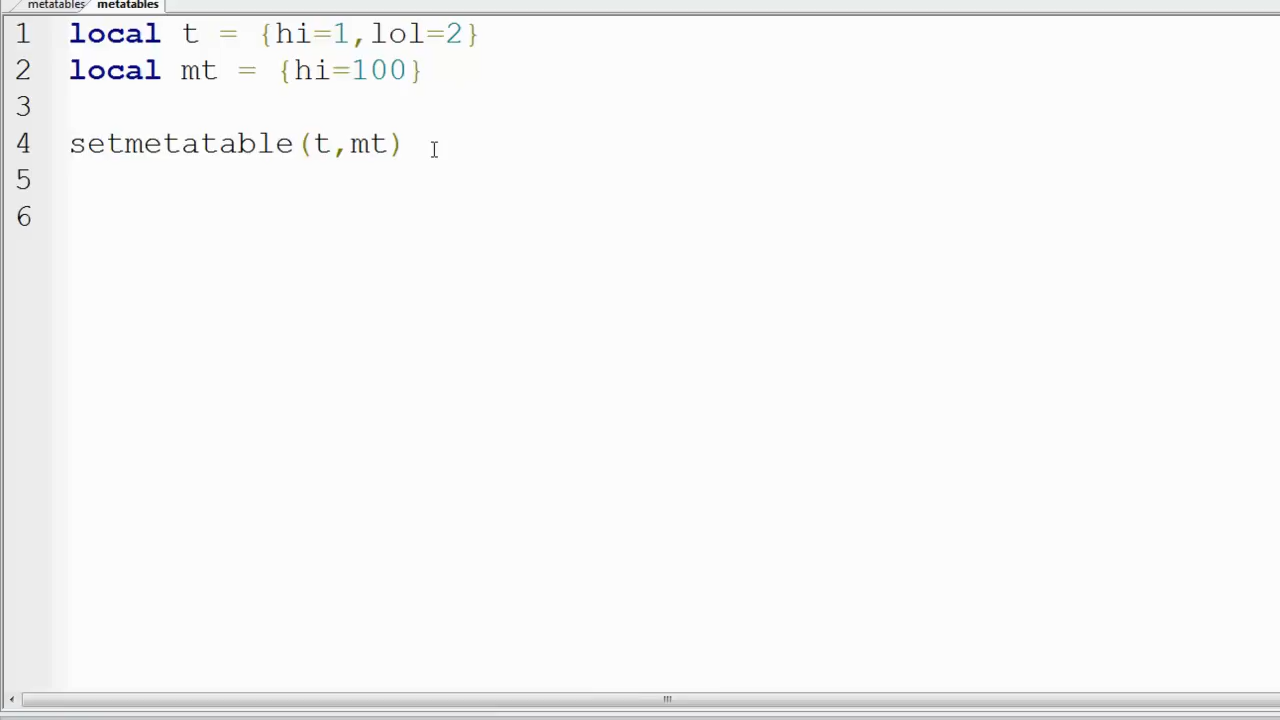 metatables metatables
1 local t = {hi=1,lol=2}
2 local mt = {hi=100}
3
4 setmetatable(t,mt)
5
6